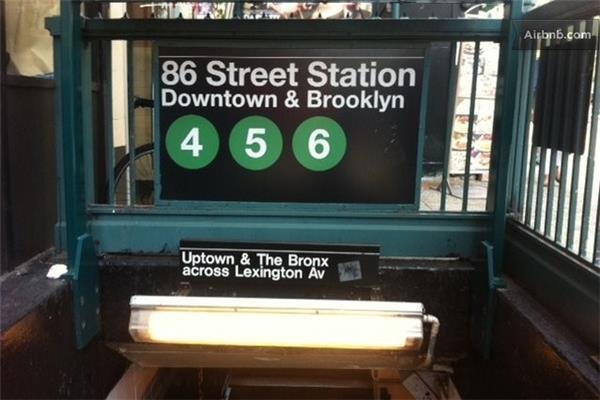 Airbnb.com
86 Street Station
Downtown & Brooklyn
4 5 6
Uptown & The Bronx
across Lexington Av